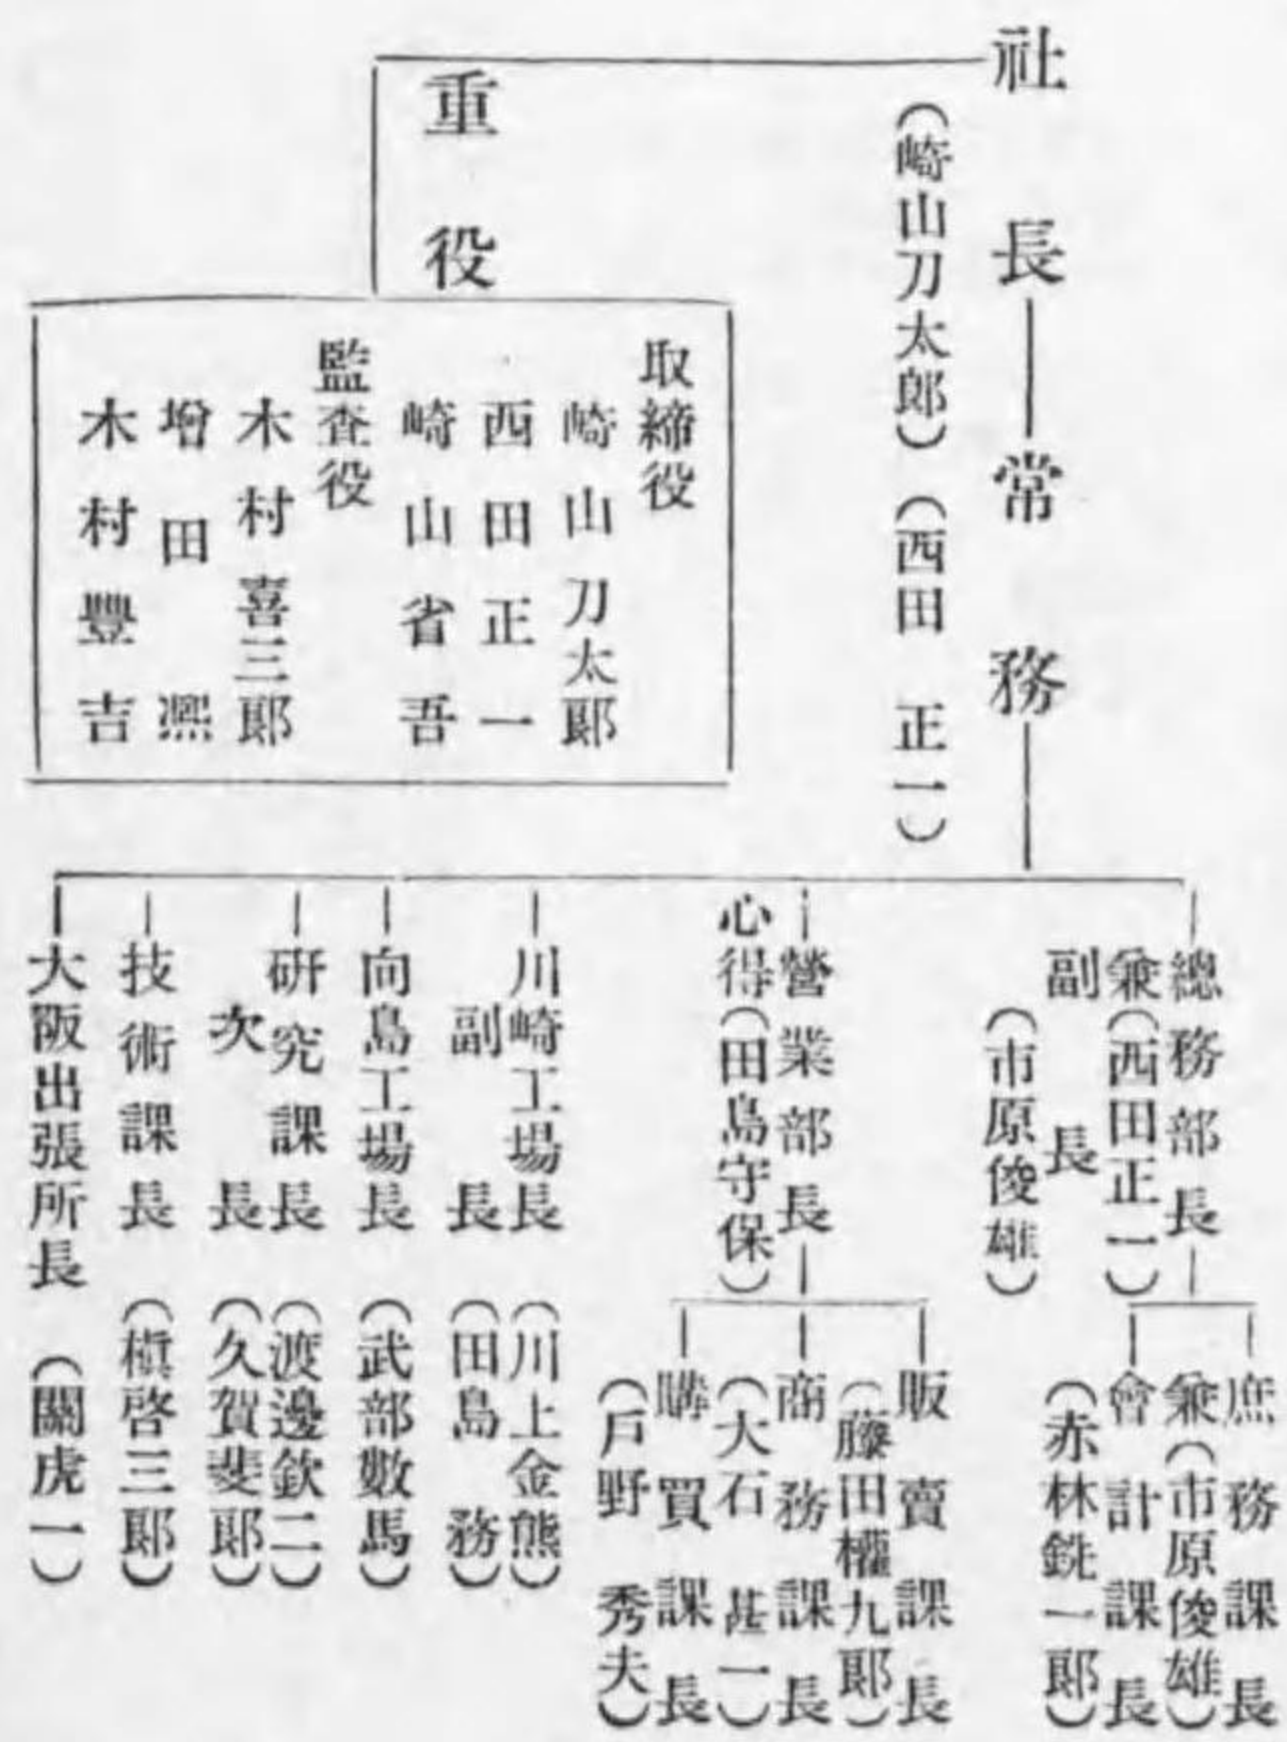 社長―常務
(崎山刀太郎)(西田 正一)
重役
取締役
崎山刀太郎
西田正一
崎山省吾
監査役
木村喜三郎
增田 凞
木村豐吉
總務部長
兼(西田正一)
副長
(市原俊雄)
庶務課長
兼(市原俊雄)
會計課長
(赤林銑一郎)
營業部長
心得(田島守保)
販賣課長
(藤田權九郎)
商務課長
(大石甚一)
購買課長
(戶野秀夫)
川崎工場長(川上金熊)
副長(田島務)
向島工場長(武部數馬)
研究課長(渡邊欽二)
次長(久賀斐郎)
技術課長(槇啓三郎)
大阪出張所長(關虎一)